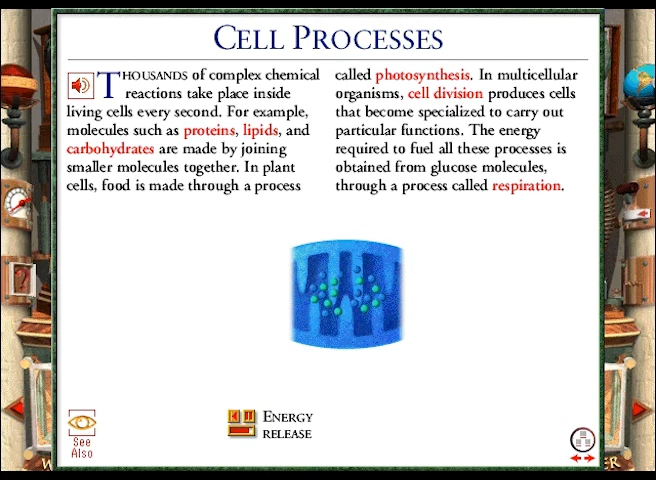 CELL PROCESSES
THOUSANDS of complex chemical
reactions take place inside
living cells every second. For example,
molecules such as proteins, lipids, and
carbohydrates are made by joining
smaller molecules together. In plant
cells, food is made through a process
called photosynthesis. In multicellular
organisms, cell division produces cells
that become specialized to carry out
particular functions. The energy
required to fuel all these processes is
obtained from glucose molecules,
through a process called respiration.
ENERGY
RELEASE
See
Also